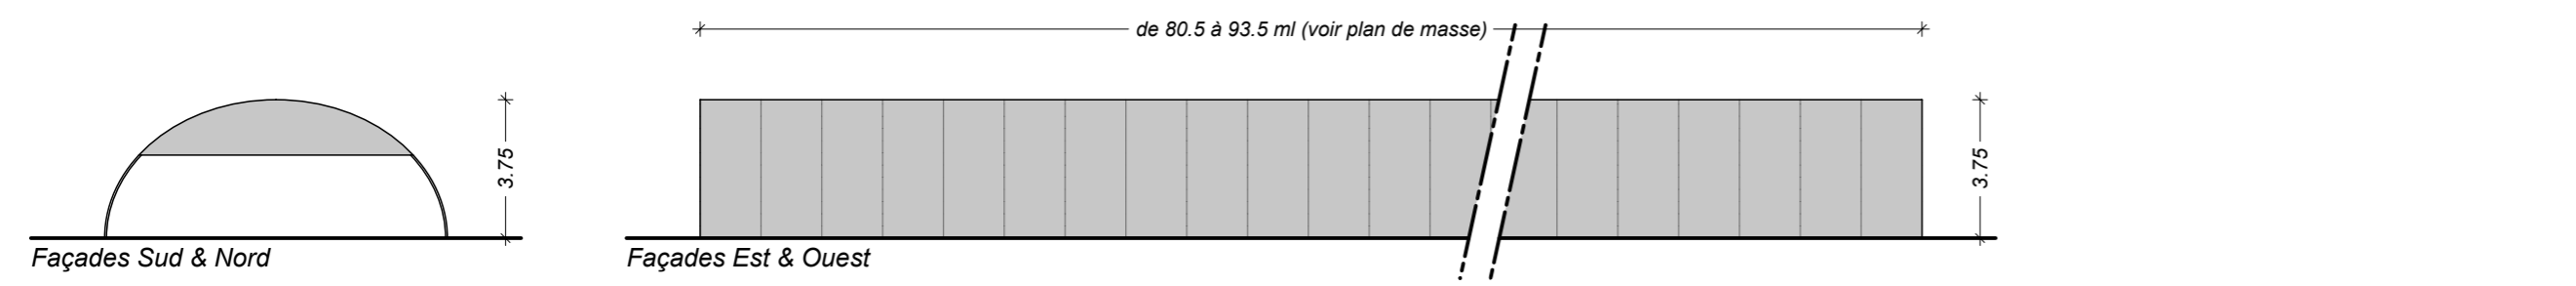 de 80.5 à 93.5 ml (voir plan de masse)
3.75
3.75
Façades Sud & Nord
Façades Est & Ouest